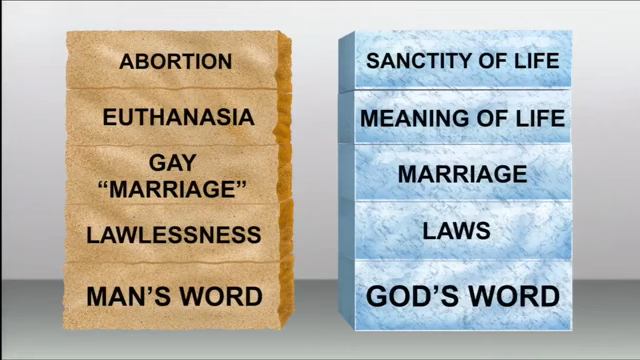 ABORTION
EUTHANASIA
GAY
“MARRIAGE”
LAWLESSNESS
MAN’S WORD
SANCTITY OF LIFE
MEANING OF LIFE
MARRIAGE
LAWS
GOD’S WORD